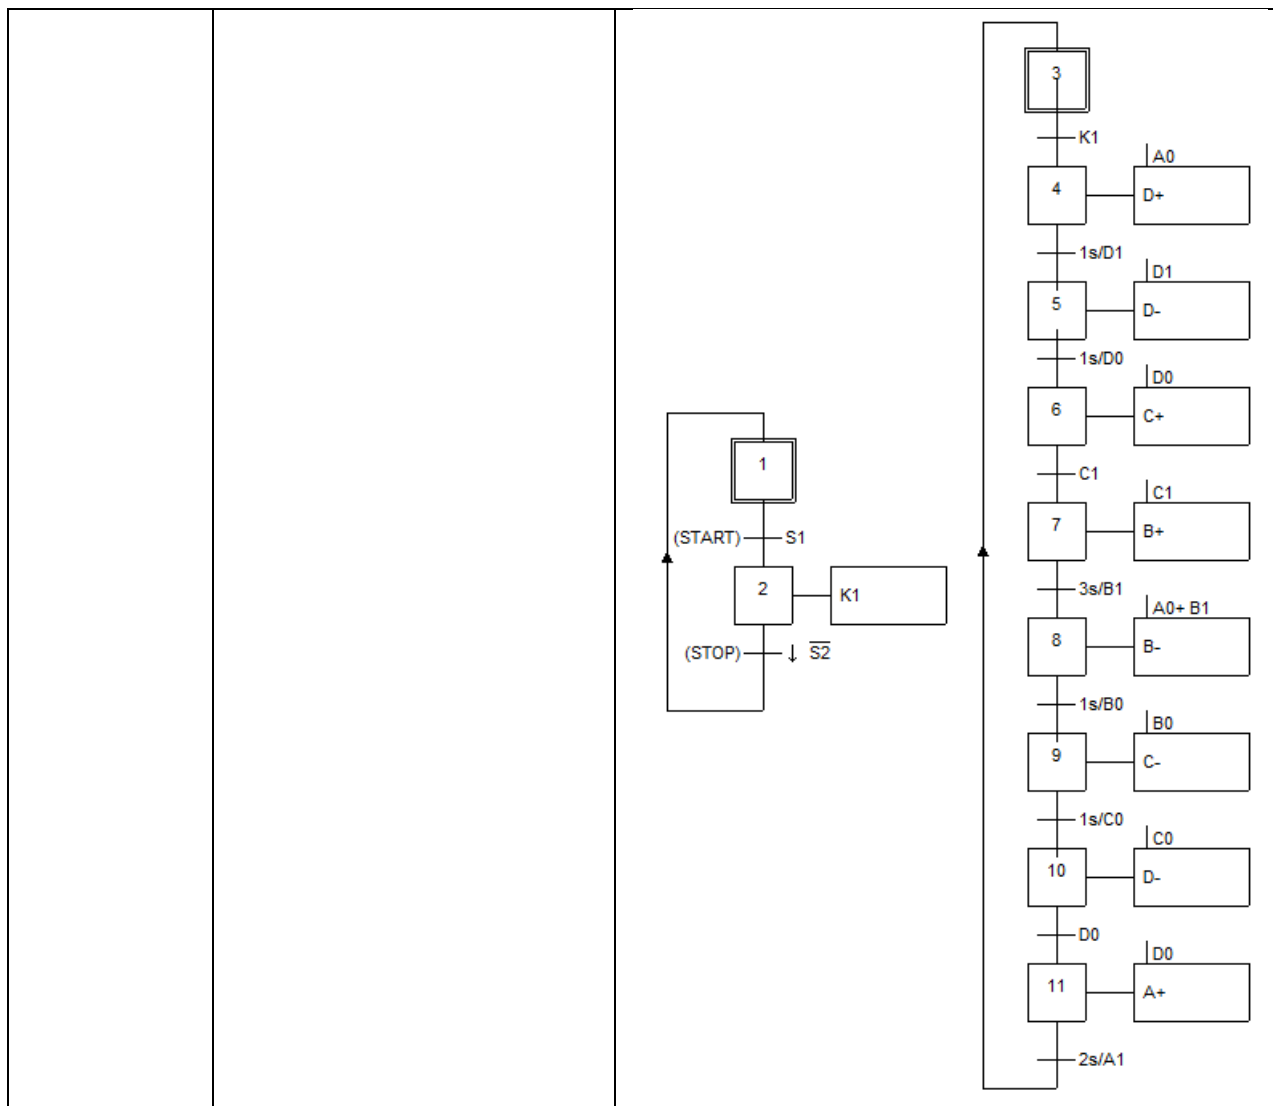 1
(START) S1
2 K1
(STOP) ↓ S̅2̅
3
K1
A0
4 D+
1s/D1
D1
5 D-
1s/D0
D0
6 C+
C1
C1
7 B+
3s/B1
A0+ B1
8 B-
1s/B0
B0
9 C-
1s/C0
C0
10 D-
D0
D0
11 A+
2s/A1